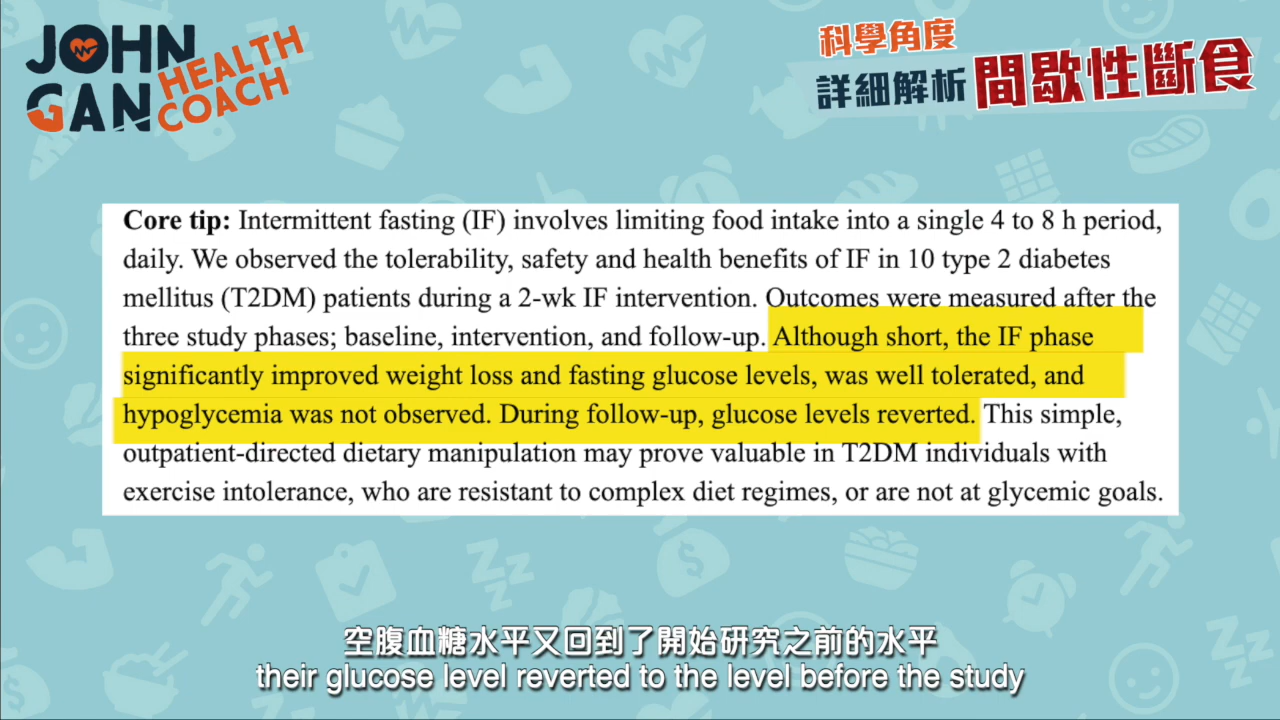 JOHN
GAN
HEALTH
COACH
科學角度
詳細解析 間歇性斷食
Core tip: Intermittent fasting (IF) involves limiting food intake into a single 4 to 8 h period,
daily. We observed the tolerability, safety and health benefits of IF in 10 type 2 diabetes
mellitus (T2DM) patients during a 2-wk IF intervention. Outcomes were measured after the
three study phases; baseline, intervention, and follow-up. Although short, the IF phase
significantly improved weight loss and fasting glucose levels, was well tolerated, and
hypoglycemia was not observed. During follow-up, glucose levels reverted. This simple,
outpatient-directed dietary manipulation may prove valuable in T2DM individuals with
exercise intolerance, who are resistant to complex diet regimes, or are not at glycemic goals.
空腹血糖水平又回到了開始研究之前的水平
their glucose level reverted to the level before the study